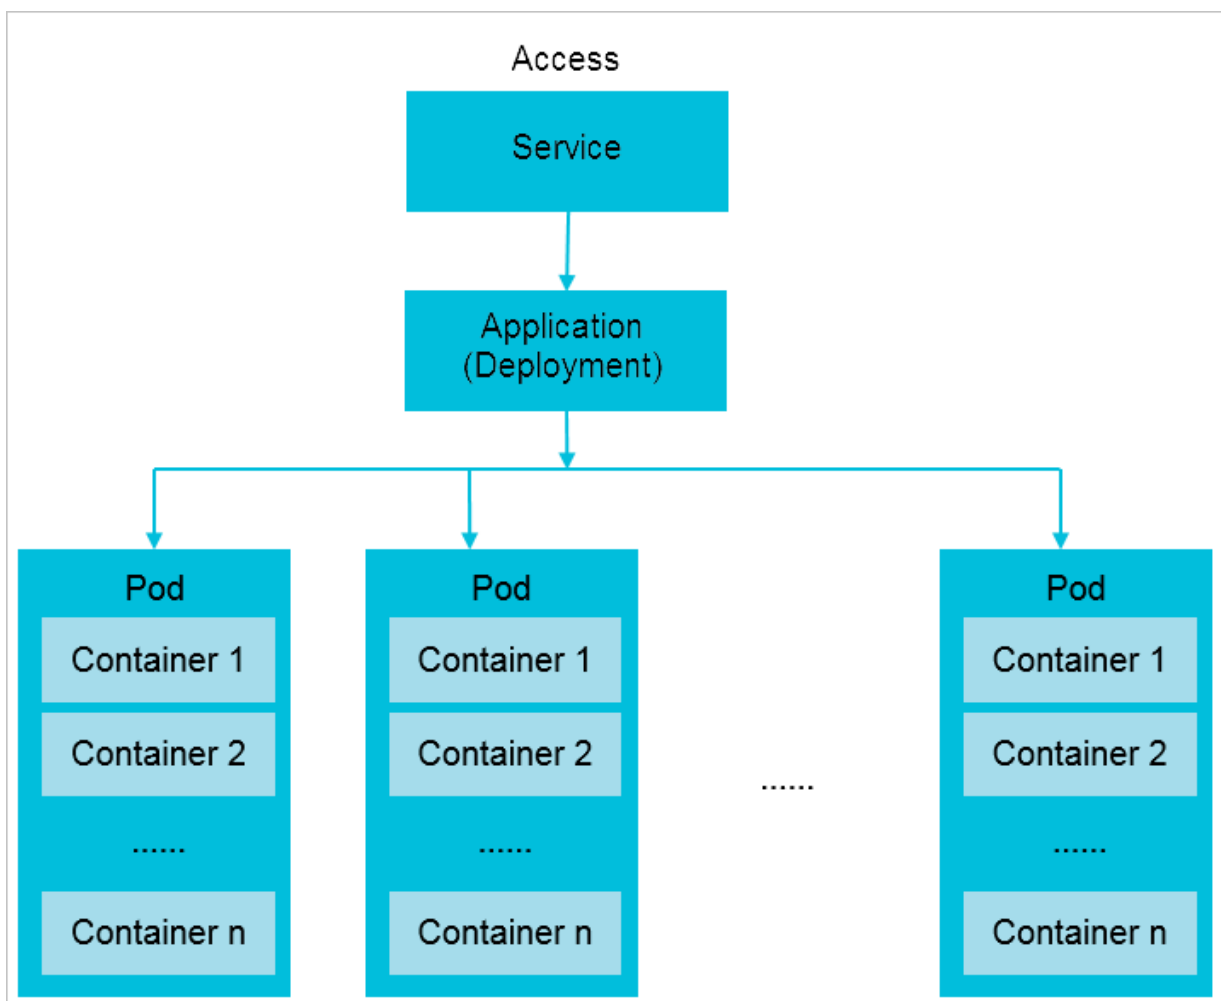 Access
Service
Application
(Deployment)
Pod
Container 1
Container 2
......
Container n
Pod
Container 1
Container 2
......
Container n
......
Pod
Container 1
Container 2
......
Container n